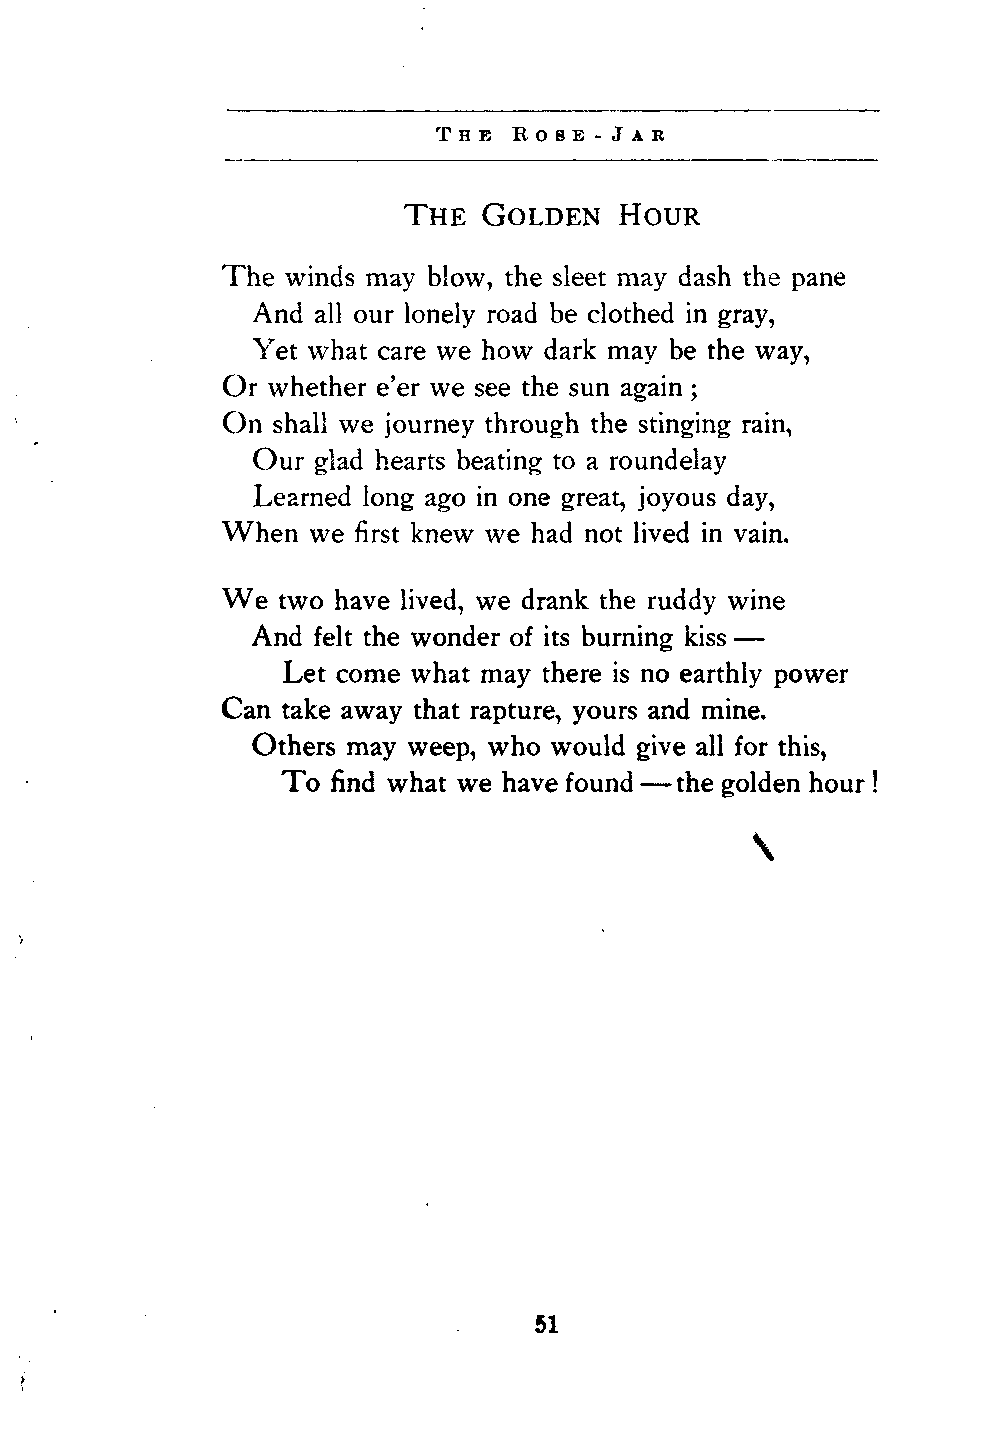 THE ROSE-JAR
THE GOLDEN HOUR
The winds may blow, the sleet may dash the pane
And all our lonely road be clothed in gray,
Yet what care we how dark may be the way,
Or whether e'er we see the sun again ;
On shall we journey through the stinging rain,
Our glad hearts beating to a roundelay
Learned long ago in one great, joyous day,
When we first knew we had not lived in vain.
We two have lived, we drank the ruddy wine
And felt the wonder of its burning kiss —
Let come what may there is no earthly power
Can take away that rapture, yours and mine.
Others may weep, who would give all for this,
To find what we have found — the golden hour !
51